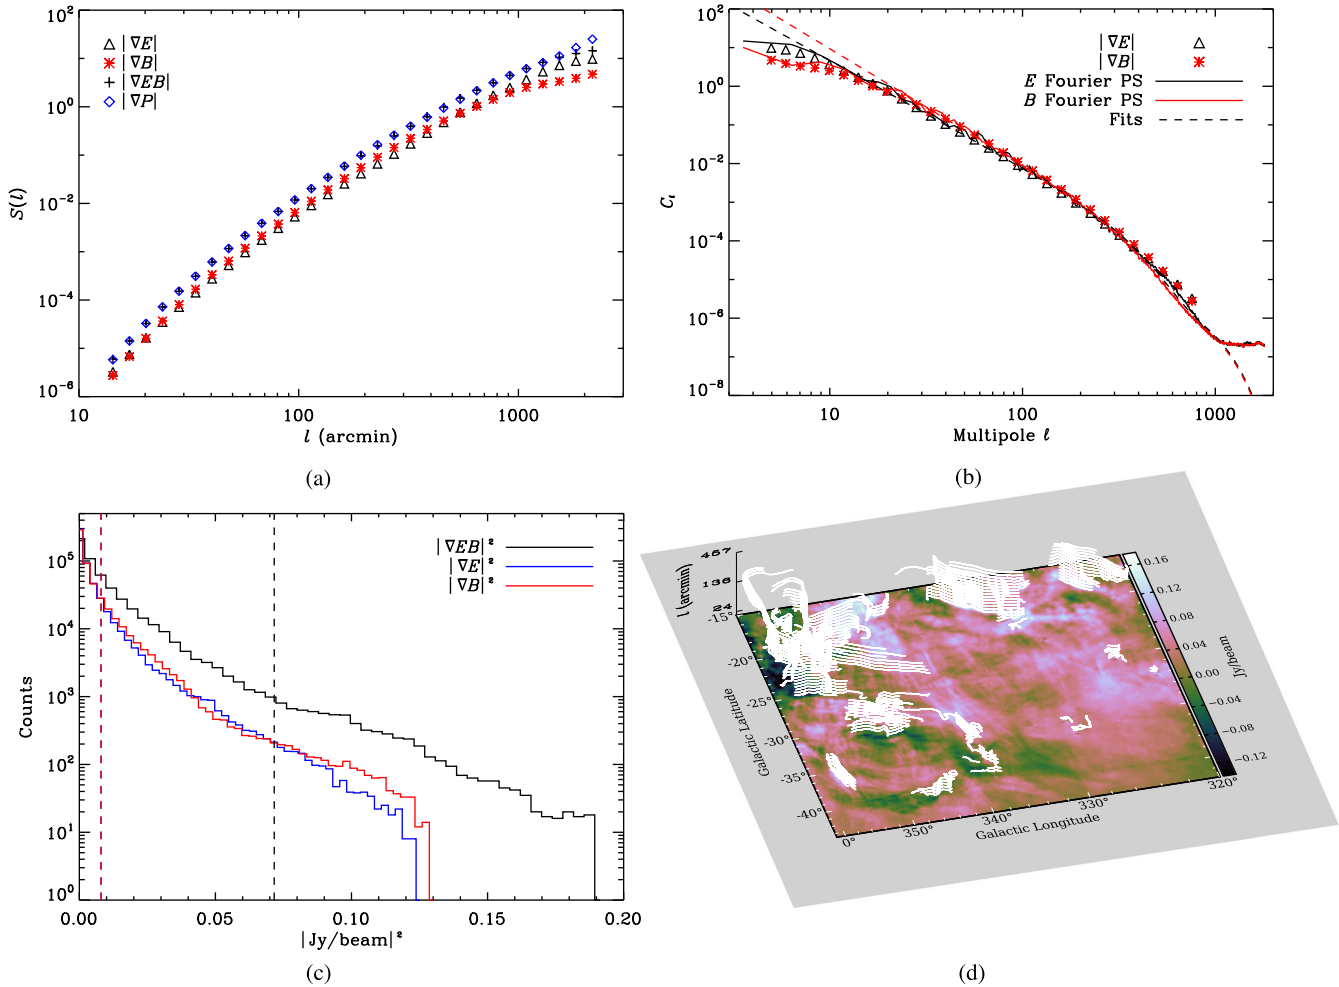 10²
10⁰
10⁻²
10⁻⁴
10⁻⁶
S(l)
|∇E|
|∇B|
|∇EB|
|∇P|
10
100
1000
l (arcmin)
(a)
10²
10⁰
10⁻²
10⁻⁴
10⁻⁶
10⁻⁸
Cℓ
|∇E|
|∇B|
E Fourier PS
B Fourier PS
Fits
10
100
1000
Multipole ℓ
(b)
10⁵
10⁴
10³
10²
10¹
10⁰
Counts
|∇EB|²
|∇E|²
|∇B|²
0.00
0.05
0.10
0.15
0.20
|Jy/beam|²
(c)
457
136
24
l (arcmin)
-15°
-20°
-25°
-30°
-35°
-40°
Galactic Latitude
0°
350°
340°
330°
320°
Galactic Longitude
0.16
0.12
0.08
0.04
0.00
−0.04
−0.08
−0.12
Jy/beam
(d)